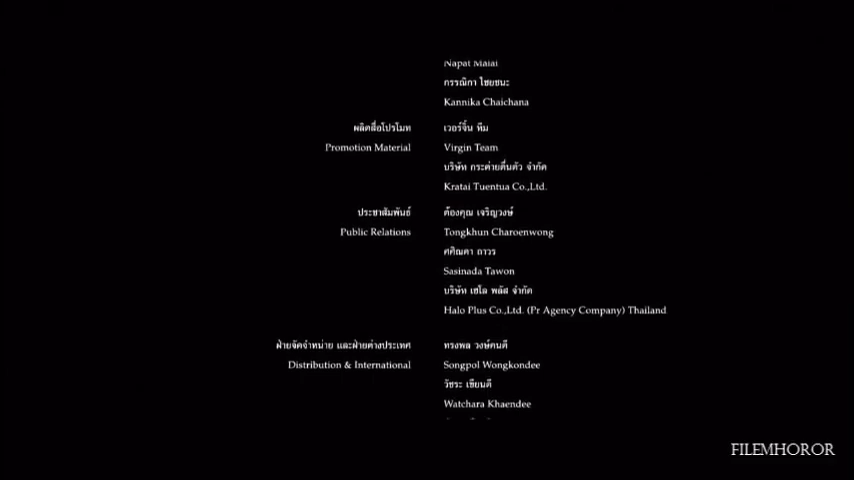 Napat Malai
กรรณิกา ไชยชนะ
Kannika Chaichana
ผลิตสื่อโปรโมท เวอร์จิ้น ทีม
Promotion Material Virgin Team
บริษัท กระต่ายตื่นตัว จำกัด
Kratai Tuentua Co.,Ltd.
ประชาสัมพันธ์ ต้องคุณ เจริญวงษ์
Public Relations Tongkhun Charoenwong
ศศิณดา ถาวร
Sasinada Tawon
บริษัท เฮโล พลัส จำกัด
Halo Plus Co.,Ltd. (Pr Agency Company) Thailand
ฝ่ายจัดจำหน่าย และฝ่ายต่างประเทศ ทรงพล วงษ์คนดี
Distribution & International Songpol Wongkondee
วัชระ เขียนดี
Watchara Khaendee
FILEMHOROR